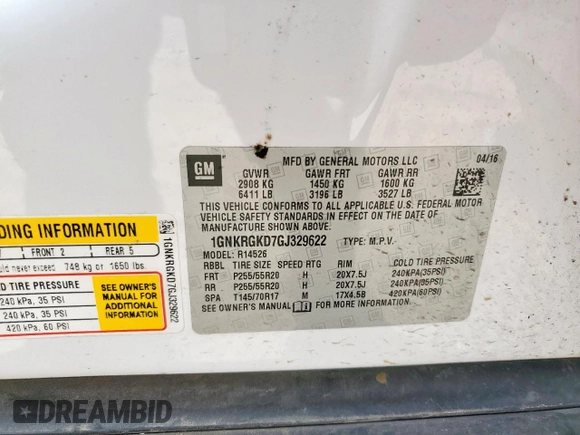 GM
MFD BY GENERAL MOTORS LLC 04/16
GVWR GAWR FRT GAWR RR
2908 KG 1450 KG 1600 KG
6411 LB 3196 LB 3527 LB
THIS VEHICLE CONFORMS TO ALL APPLICABLE U.S. FEDERAL MOTOR
VEHICLE SAFETY STANDARDS IN EFFECT ON THE DATE OF
MANUFACTURE SHOWN ABOVE.
1GNKRGKD7GJ329622 TYPE: M.P.V.
MODEL: R14526
RBBL TIRE SIZE SPEED RTG RIM COLD TIRE PRESSURE
FRT P255/55R20 H 20X7.5J 240KPA(35PSI)
RR P255/55R20 H 20X7.5J 240KPA(35PSI)
SPA T145/70R17 M 17X4.5B 420KPA(60PSI)
SEE OWNER'S MANUAL FOR MORE INFORMATION.
DING INFORMATION
FRONT 2 REAR 5
never exceed 748 kg or 1650 lbs.
LD TIRE PRESSURE
240 kPa, 35 PSI
240 kPa, 35 PSI
420 kPa, 60 PSI
SEE OWNER'S
MANUAL FOR
ADDITIONAL
INFORMATION
1GNKRGKD7GJ329622
DREAMBID